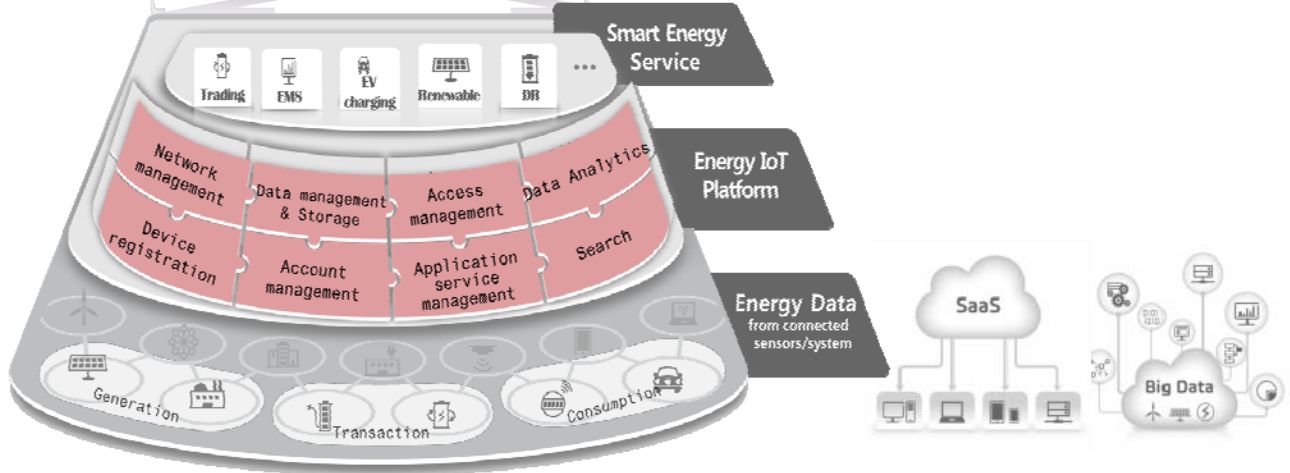 Smart Energy
Service
Trading
EMS
EV
charging
Renewable
DR
...
Energy IoT
Platform
Network
management
Data management
& Storage
Access
management
Data Analytics
Device
registration
Account
management
Application
service
management
Search
Energy Data
from connected
sensors/system
Generation
Transaction
Consumption
SaaS
Big Data